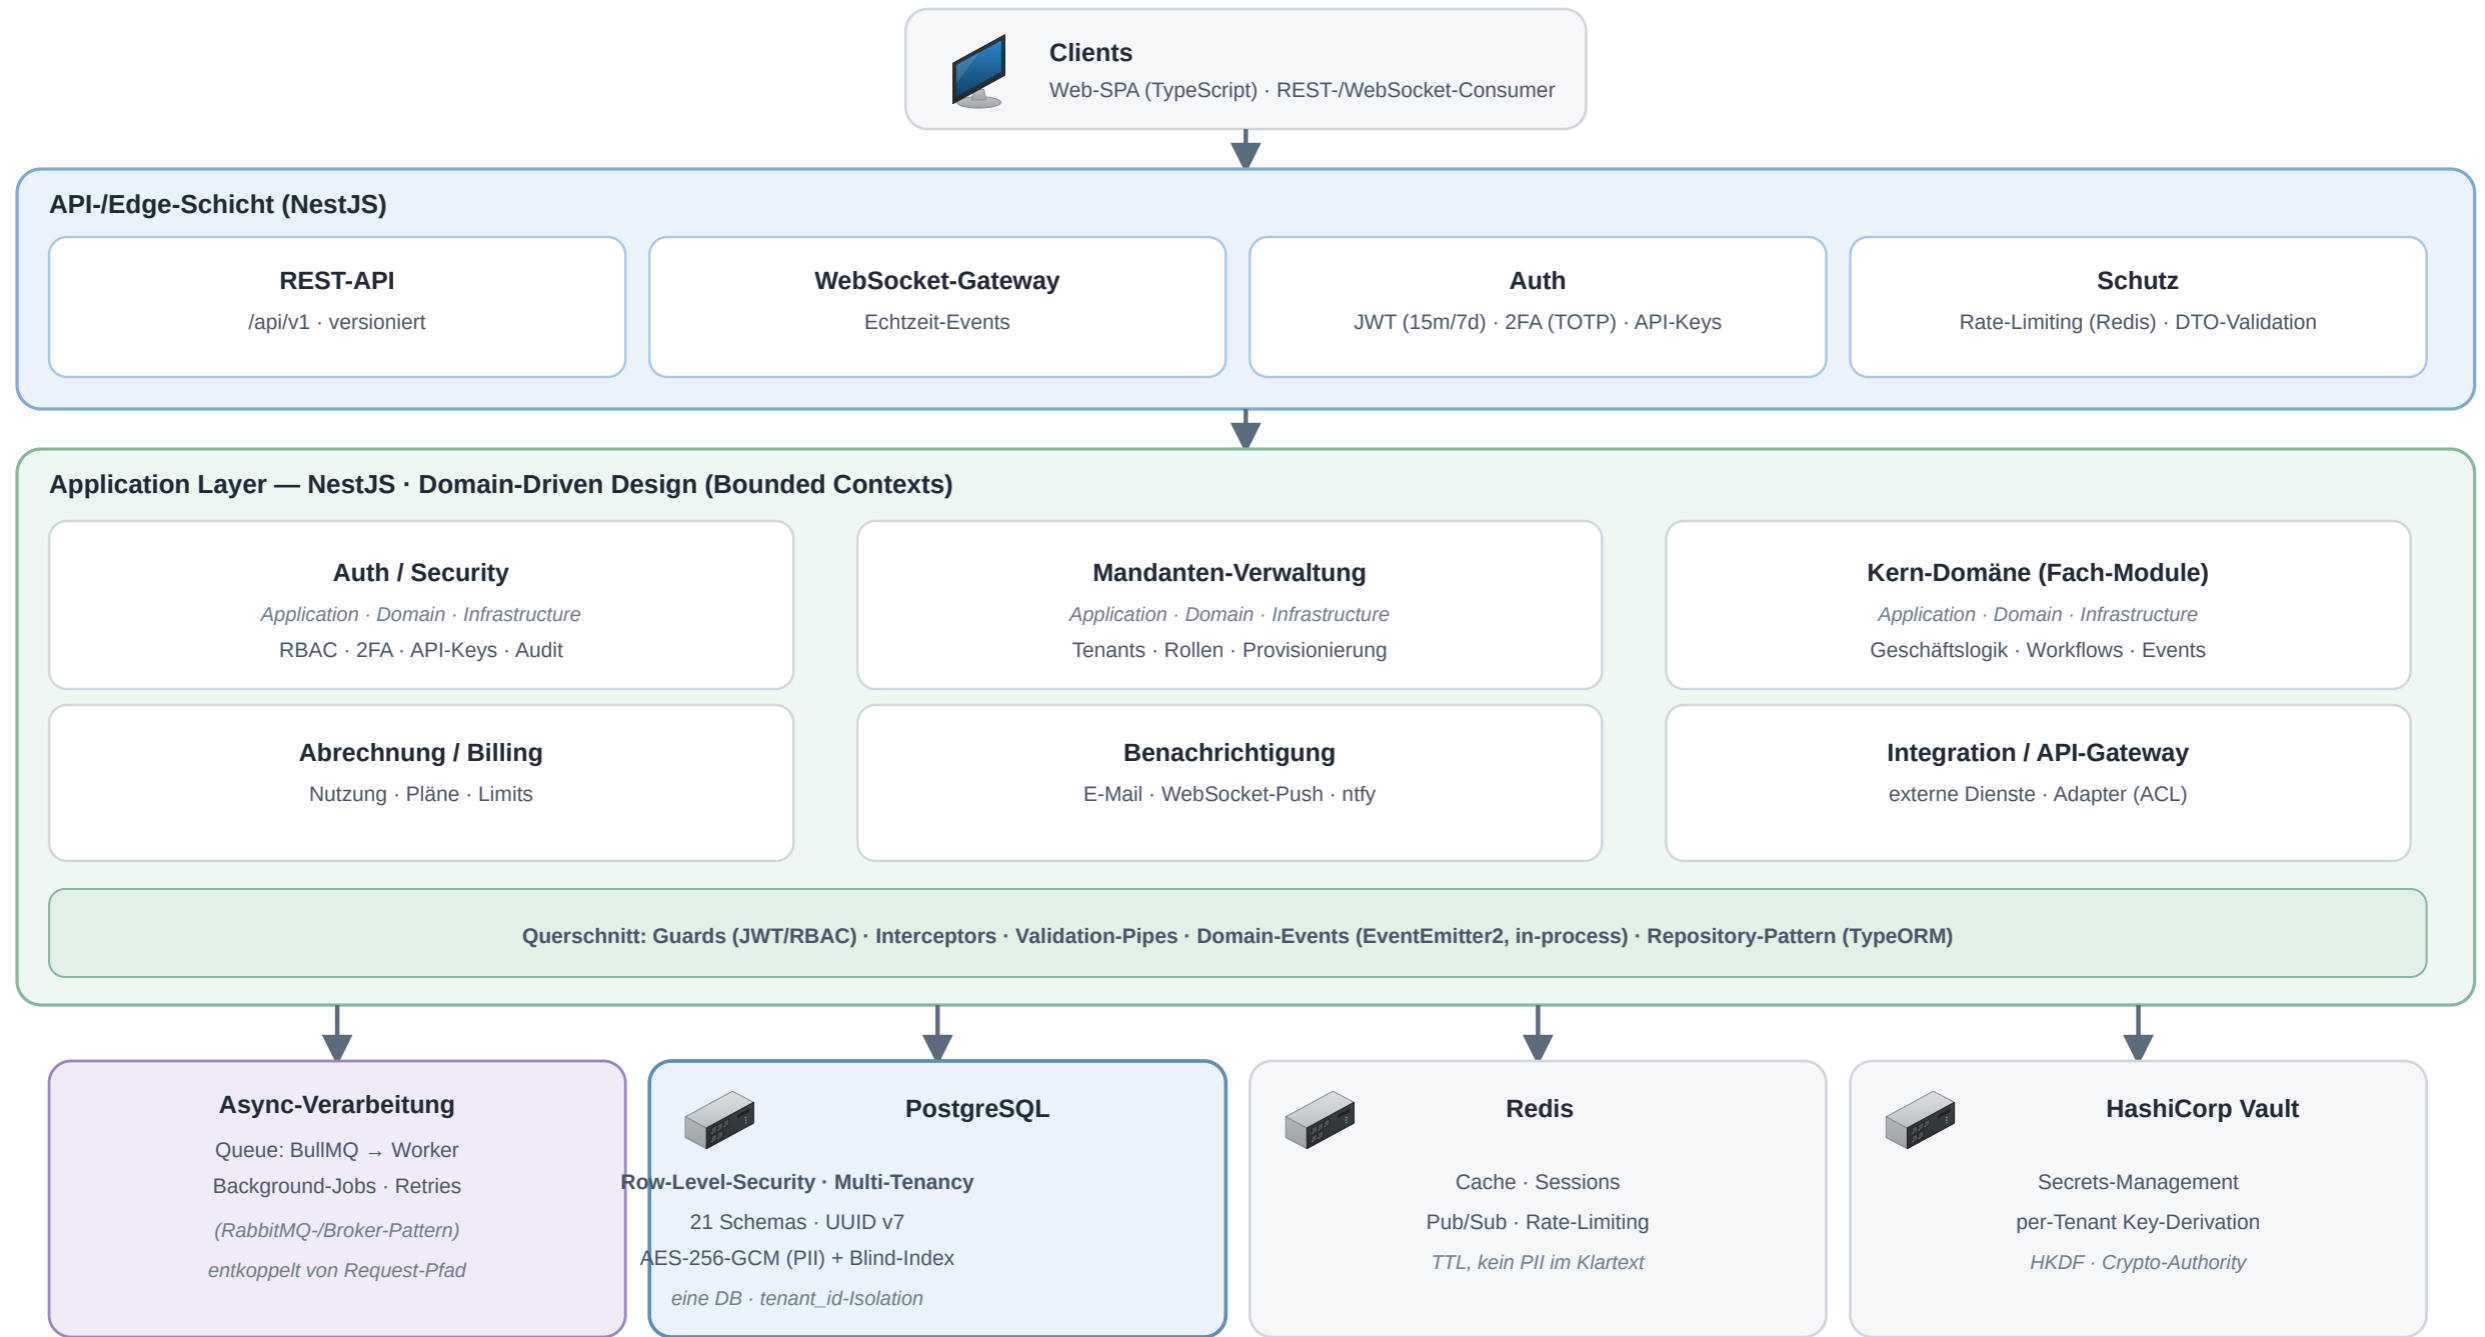 Clients
Web-SPA (TypeScript) · REST-/WebSocket-Consumer
API-/Edge-Schicht (NestJS)
REST-API
/api/v1 · versioniert
WebSocket-Gateway
Echtzeit-Events
Auth
JWT (15m/7d) · 2FA (TOTP) · API-Keys
Schutz
Rate-Limiting (Redis) · DTO-Validation
Application Layer — NestJS · Domain-Driven Design (Bounded Contexts)
Auth / Security
Application · Domain · Infrastructure
RBAC · 2FA · API-Keys · Audit
Mandanten-Verwaltung
Application · Domain · Infrastructure
Tenants · Rollen · Provisionierung
Kern-Domäne (Fach-Module)
Application · Domain · Infrastructure
Geschäftslogik · Workflows · Events
Abrechnung / Billing
Nutzung · Pläne · Limits
Benachrichtigung
E-Mail · WebSocket-Push · ntfy
Integration / API-Gateway
externe Dienste · Adapter (ACL)
Querschnitt: Guards (JWT/RBAC) · Interceptors · Validation-Pipes · Domain-Events (EventEmitter2, in-process) · Repository-Pattern (TypeORM)
Async-Verarbeitung
Queue: BullMQ → Worker
Background-Jobs · Retries
(RabbitMQ-/Broker-Pattern)
entkoppelt von Request-Pfad
PostgreSQL
Row-Level-Security · Multi-Tenancy
21 Schemas · UUID v7
AES-256-GCM (PII) + Blind-Index
eine DB · tenant_id-Isolation
Redis
Cache · Sessions
Pub/Sub · Rate-Limiting
TTL, kein PII im Klartext
HashiCorp Vault
Secrets-Management
per-Tenant Key-Derivation
HKDF · Crypto-Authority